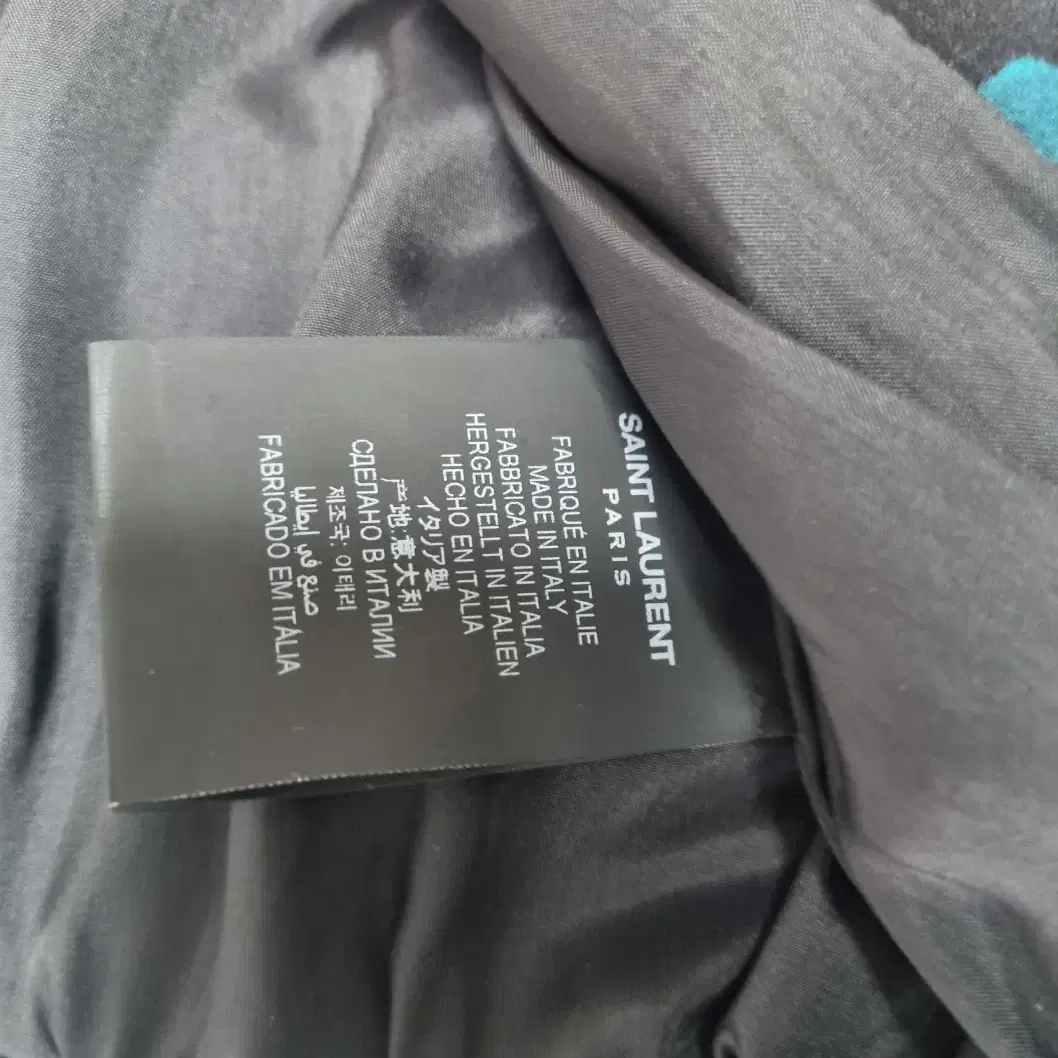 SAINT LAURENT
PARIS
FABRIQUÉ EN ITALIE
MADE IN ITALY
FABBRICATO IN ITALIA
HERGESTELLT IN ITALIEN
HECHO EN ITALIA
イタリア製
产地:意大利
СДЕЛАНО В ИТАЛИИ
제조국: 이태리
صنع في إيطاليا
FABRICADO EM ITÁLIA